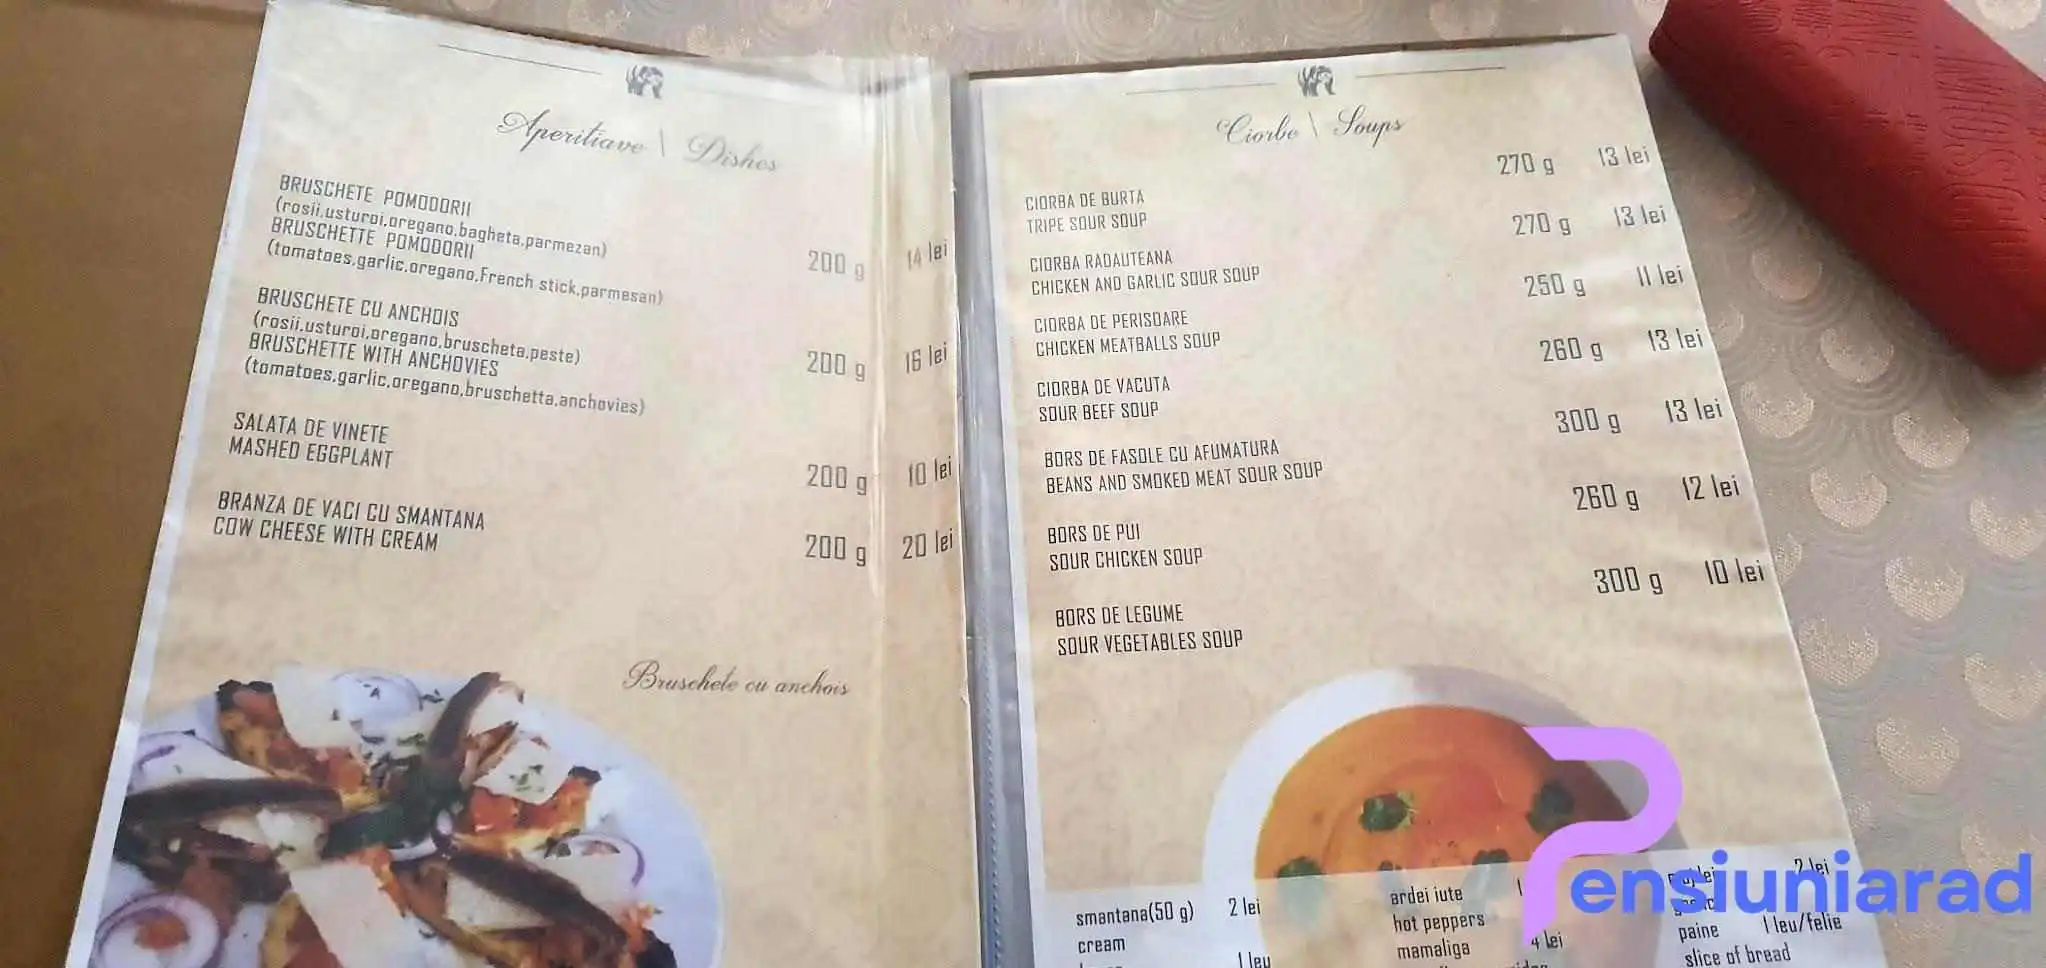 Aperitiave \ Dishes
BRUSCHETE POMODORII
(rosii,usturoi,oregano,bagheta,parmezan)
BRUSCHETTE POMODORII
(tomatoes,garlic,oregano,French stick,parmesan)
200 g 14 lei
BRUSCHETE CU ANCHOIS
(rosii,usturoi,oregano,bruscheta,peste)
BRUSCHETTE WITH ANCHOVIES
(tomatoes,garlic,oregano,bruschetta,anchovies)
200 g 16 lei
SALATA DE VINETE
MASHED EGGPLANT
200 g 10 lei
BRANZA DE VACI CU SMANTANA
COW CHEESE WITH CREAM
200 g 20 lei
Bruschete cu anchois
Ciorbe \ Soups
270 g 13 lei
CIORBA DE BURTA
TRIPE SOUR SOUP
270 g 13 lei
CIORBA RADAUTEANA
CHICKEN AND GARLIC SOUR SOUP
250 g 11 lei
CIORBA DE PERISOARE
CHICKEN MEATBALLS SOUP
260 g 13 lei
CIORBA DE VACUTA
SOUR BEEF SOUP
300 g 13 lei
BORS DE FASOLE CU AFUMATURA
BEANS AND SMOKED MEAT SOUR SOUP
260 g 12 lei
BORS DE PUI
SOUR CHICKEN SOUP
300 g 10 lei
BORS DE LEGUME
SOUR VEGETABLES SOUP
smantana(50 g) 2 lei
cream
1 leu
ardei iute
hot peppers
mamaliga 4 lei
2 lei
paine 1 leu/felie
slice of bread
Pensiuniarad